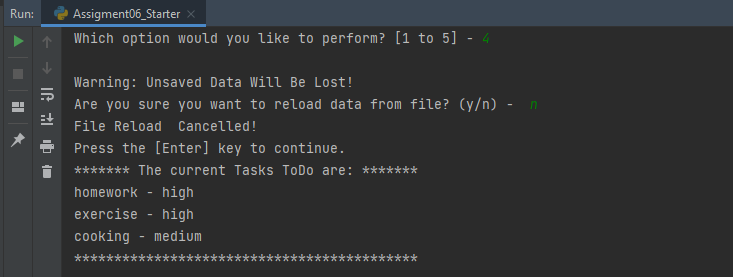 Run: Assigment06_Starter ×
Which option would you like to perform? [1 to 5] - 4
Warning: Unsaved Data Will Be Lost!
Are you sure you want to reload data from file? (y/n) -  n
File Reload  Cancelled!
Press the [Enter] key to continue.
******* The current Tasks ToDo are: *******
homework - high
exercise - high
cooking - medium
*******************************************